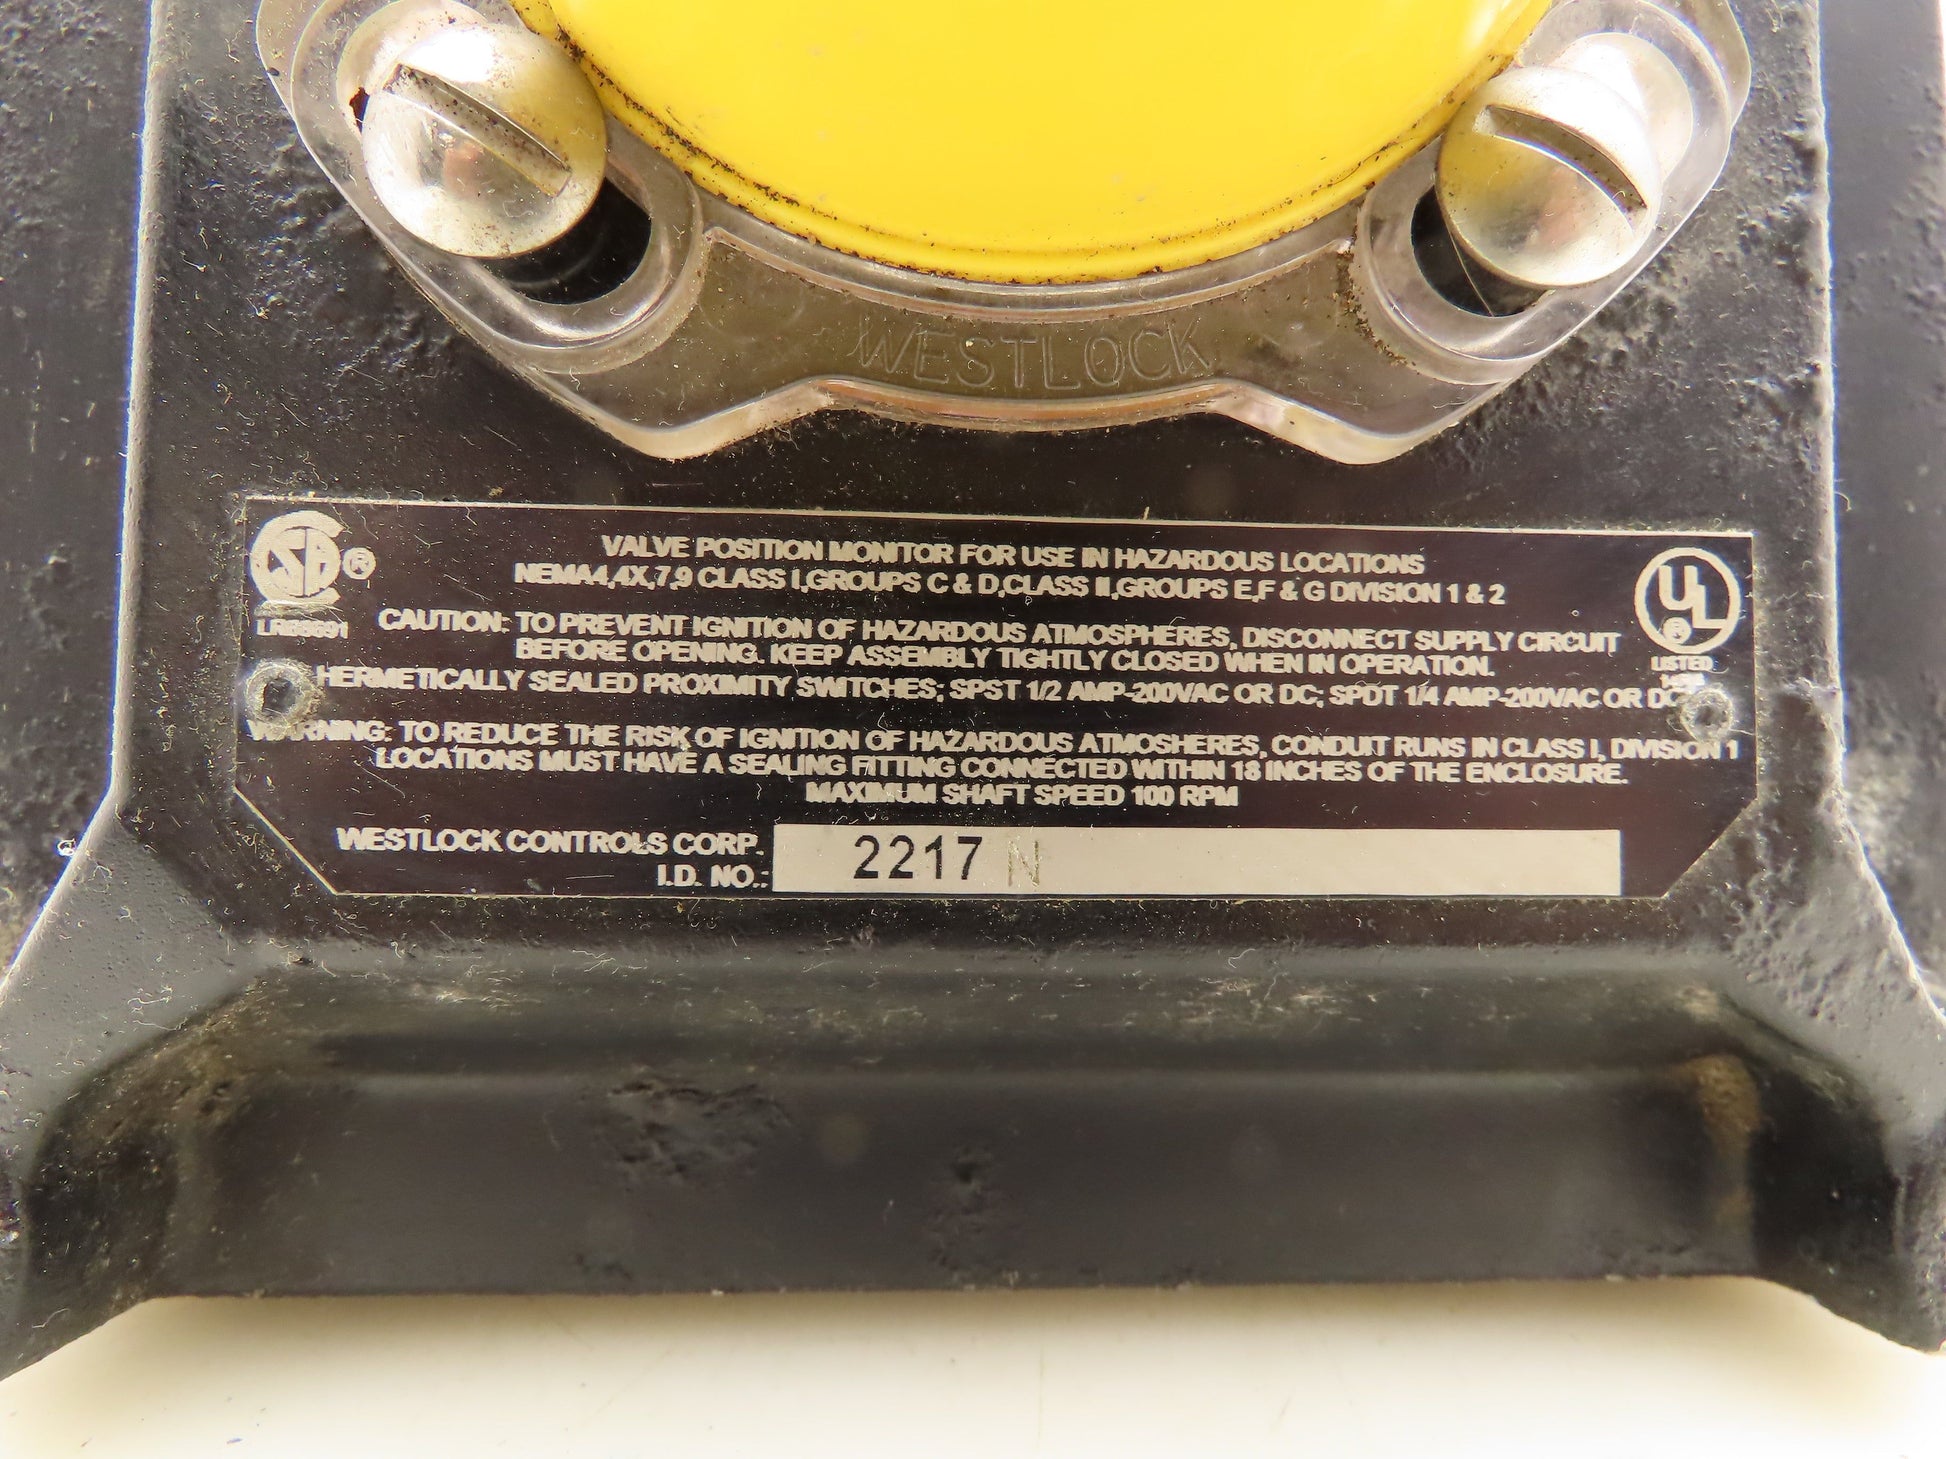 WESTLOCK
VALVE POSITION MONITOR FOR USE IN HAZARDOUS LOCATIONS
NEMA4,4X,7,9 CLASS I,GROUPS C & D,CLASS II,GROUPS E,F & G DIVISION 1 & 2
CAUTION: TO PREVENT IGNITION OF HAZARDOUS ATMOSPHERES, DISCONNECT SUPPLY CIRCUIT
BEFORE OPENING. KEEP ASSEMBLY TIGHTLY CLOSED WHEN IN OPERATION.
HERMETICALLY SEALED PROXIMITY SWITCHES; SPST 1/2 AMP-200VAC OR DC; SPDT 1/4 AMP-200VAC OR DC
WARNING: TO REDUCE THE RISK OF IGNITION OF HAZARDOUS ATMOSHERES, CONDUIT RUNS IN CLASS I, DIVISION 1
LOCATIONS MUST HAVE A SEALING FITTING CONNECTED WITHIN 18 INCHES OF THE ENCLOSURE.
MAXIMUM SHAFT SPEED 100 RPM
WESTLOCK CONTROLS CORP.
I.D. NO.: 2217 N
SA ®
UL ®
LISTED